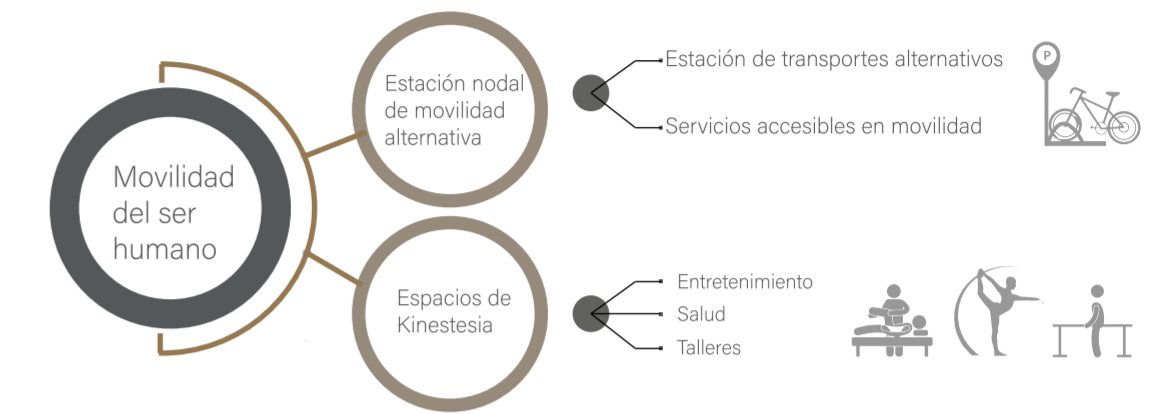 Movilidad
del ser
humano
Estación nodal
de movilidad
alternativa
Estación de transportes alternativos
Servicios accesibles en movilidad
P
Espacios de
Kinestesia
Entretenimiento
Salud
Talleres